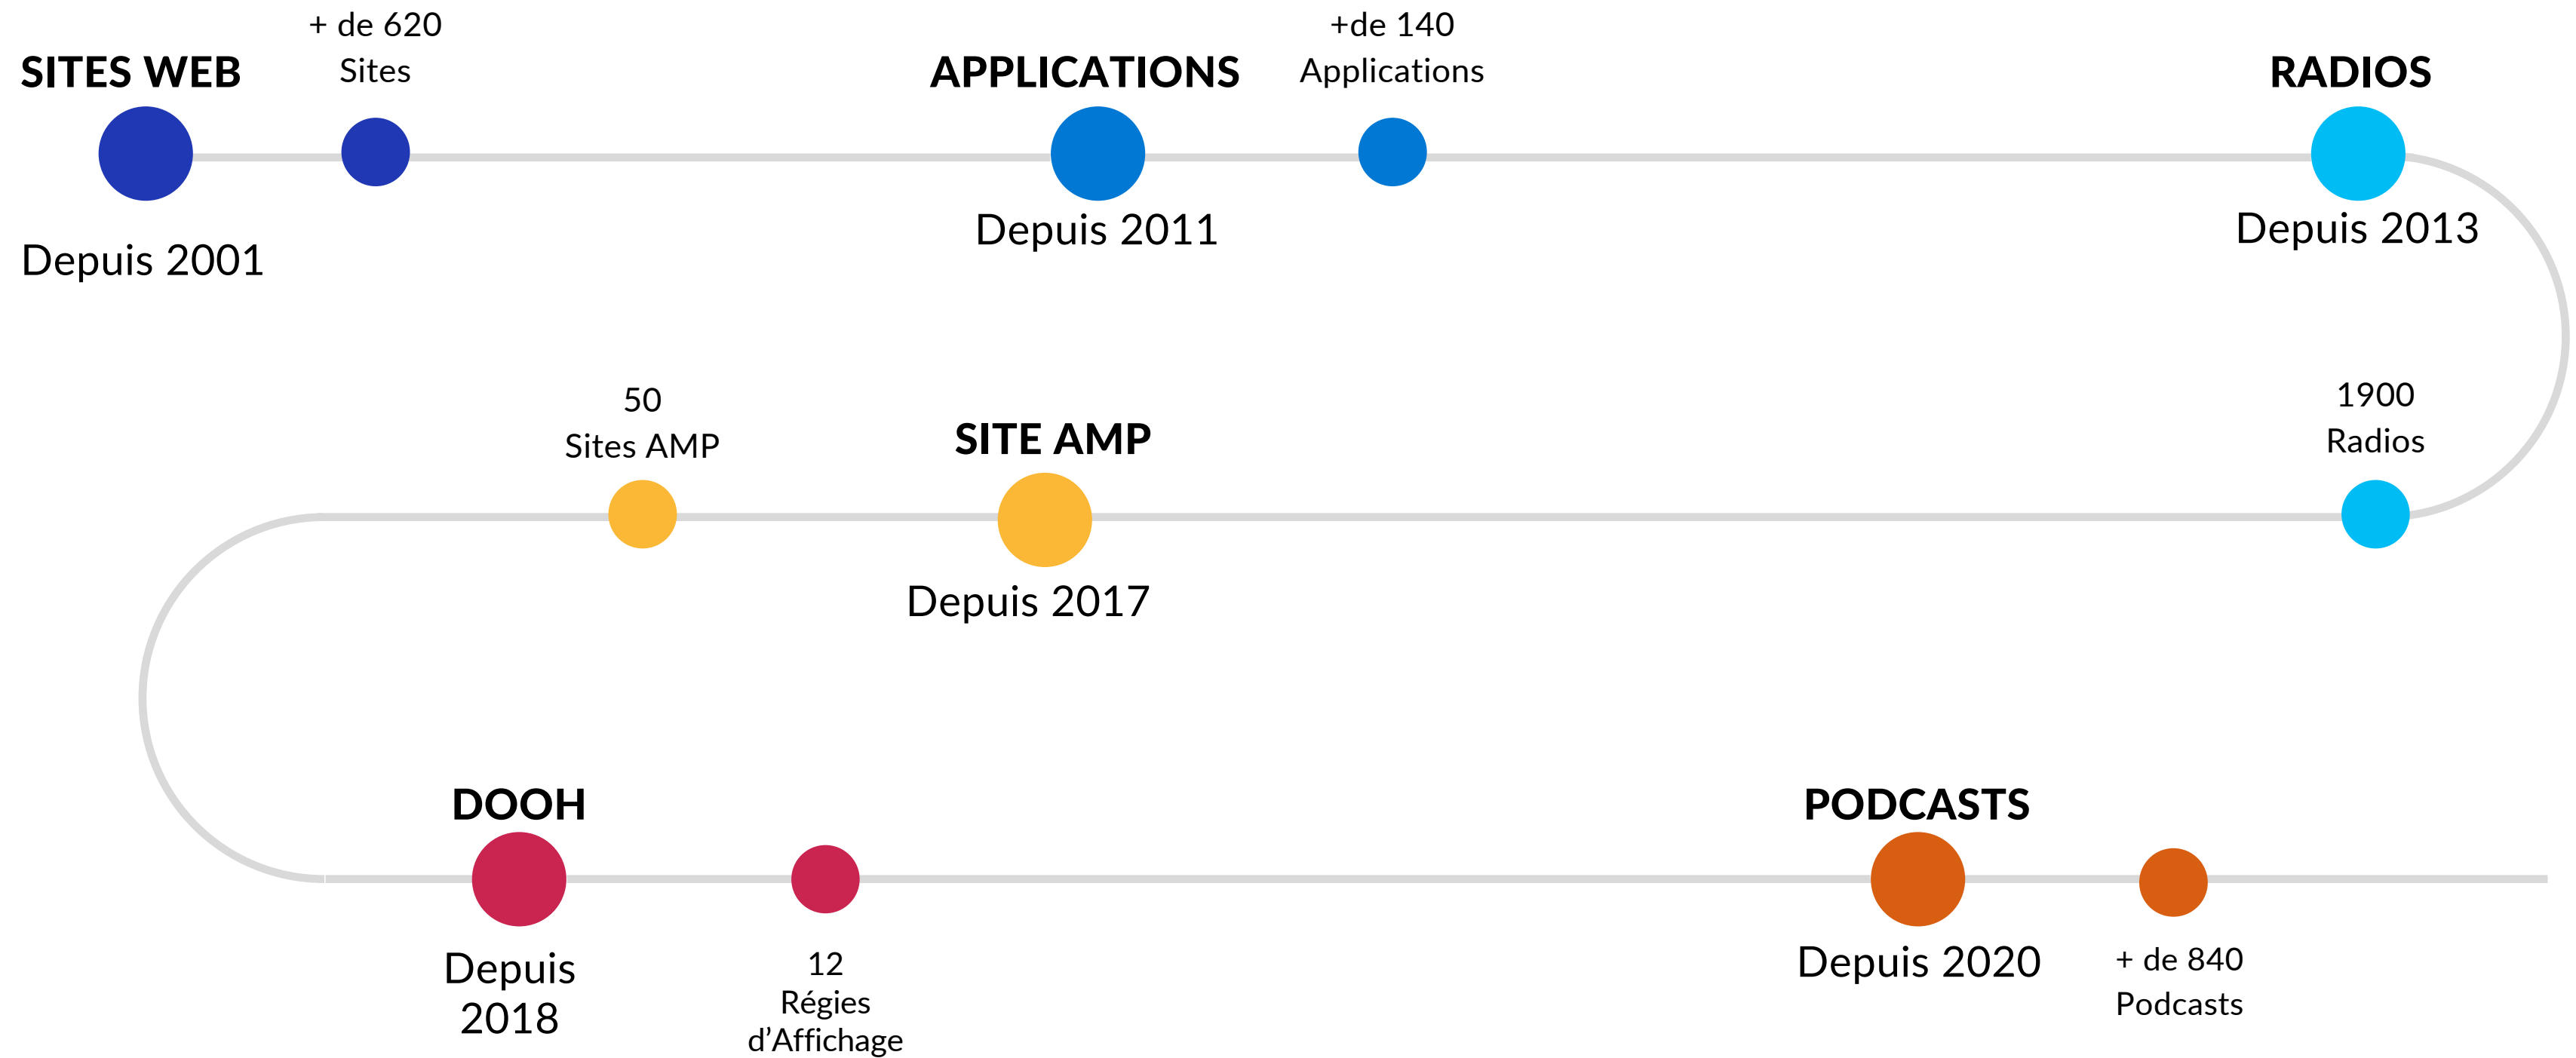 SITES WEB
+ de 620
Sites
Depuis 2001
APPLICATIONS
+de 140
Applications
Depuis 2011
RADIOS
Depuis 2013
1900
Radios
SITE AMP
Depuis 2017
50
Sites AMP
DOOH
Depuis
2018
12
Régies
d’Affichage
PODCASTS
Depuis 2020
+ de 840
Podcasts